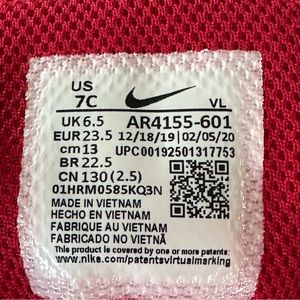 US
7C VL
UK 6.5 AR4155-601
EUR 23.5 12/18/19 02/05/20
cm 13 UPC00192501317753
BR 22.5
CN 130 (2.5)
01HRM0585KQ3N
MADE IN VIETNAM
HECHO EN VIETNAM
FABRIQUE AU VIETNAM
FABRICADO NO VIETNÃ
This product is covered by one or more patents:
www.nike.com/patentsvirtualmarking